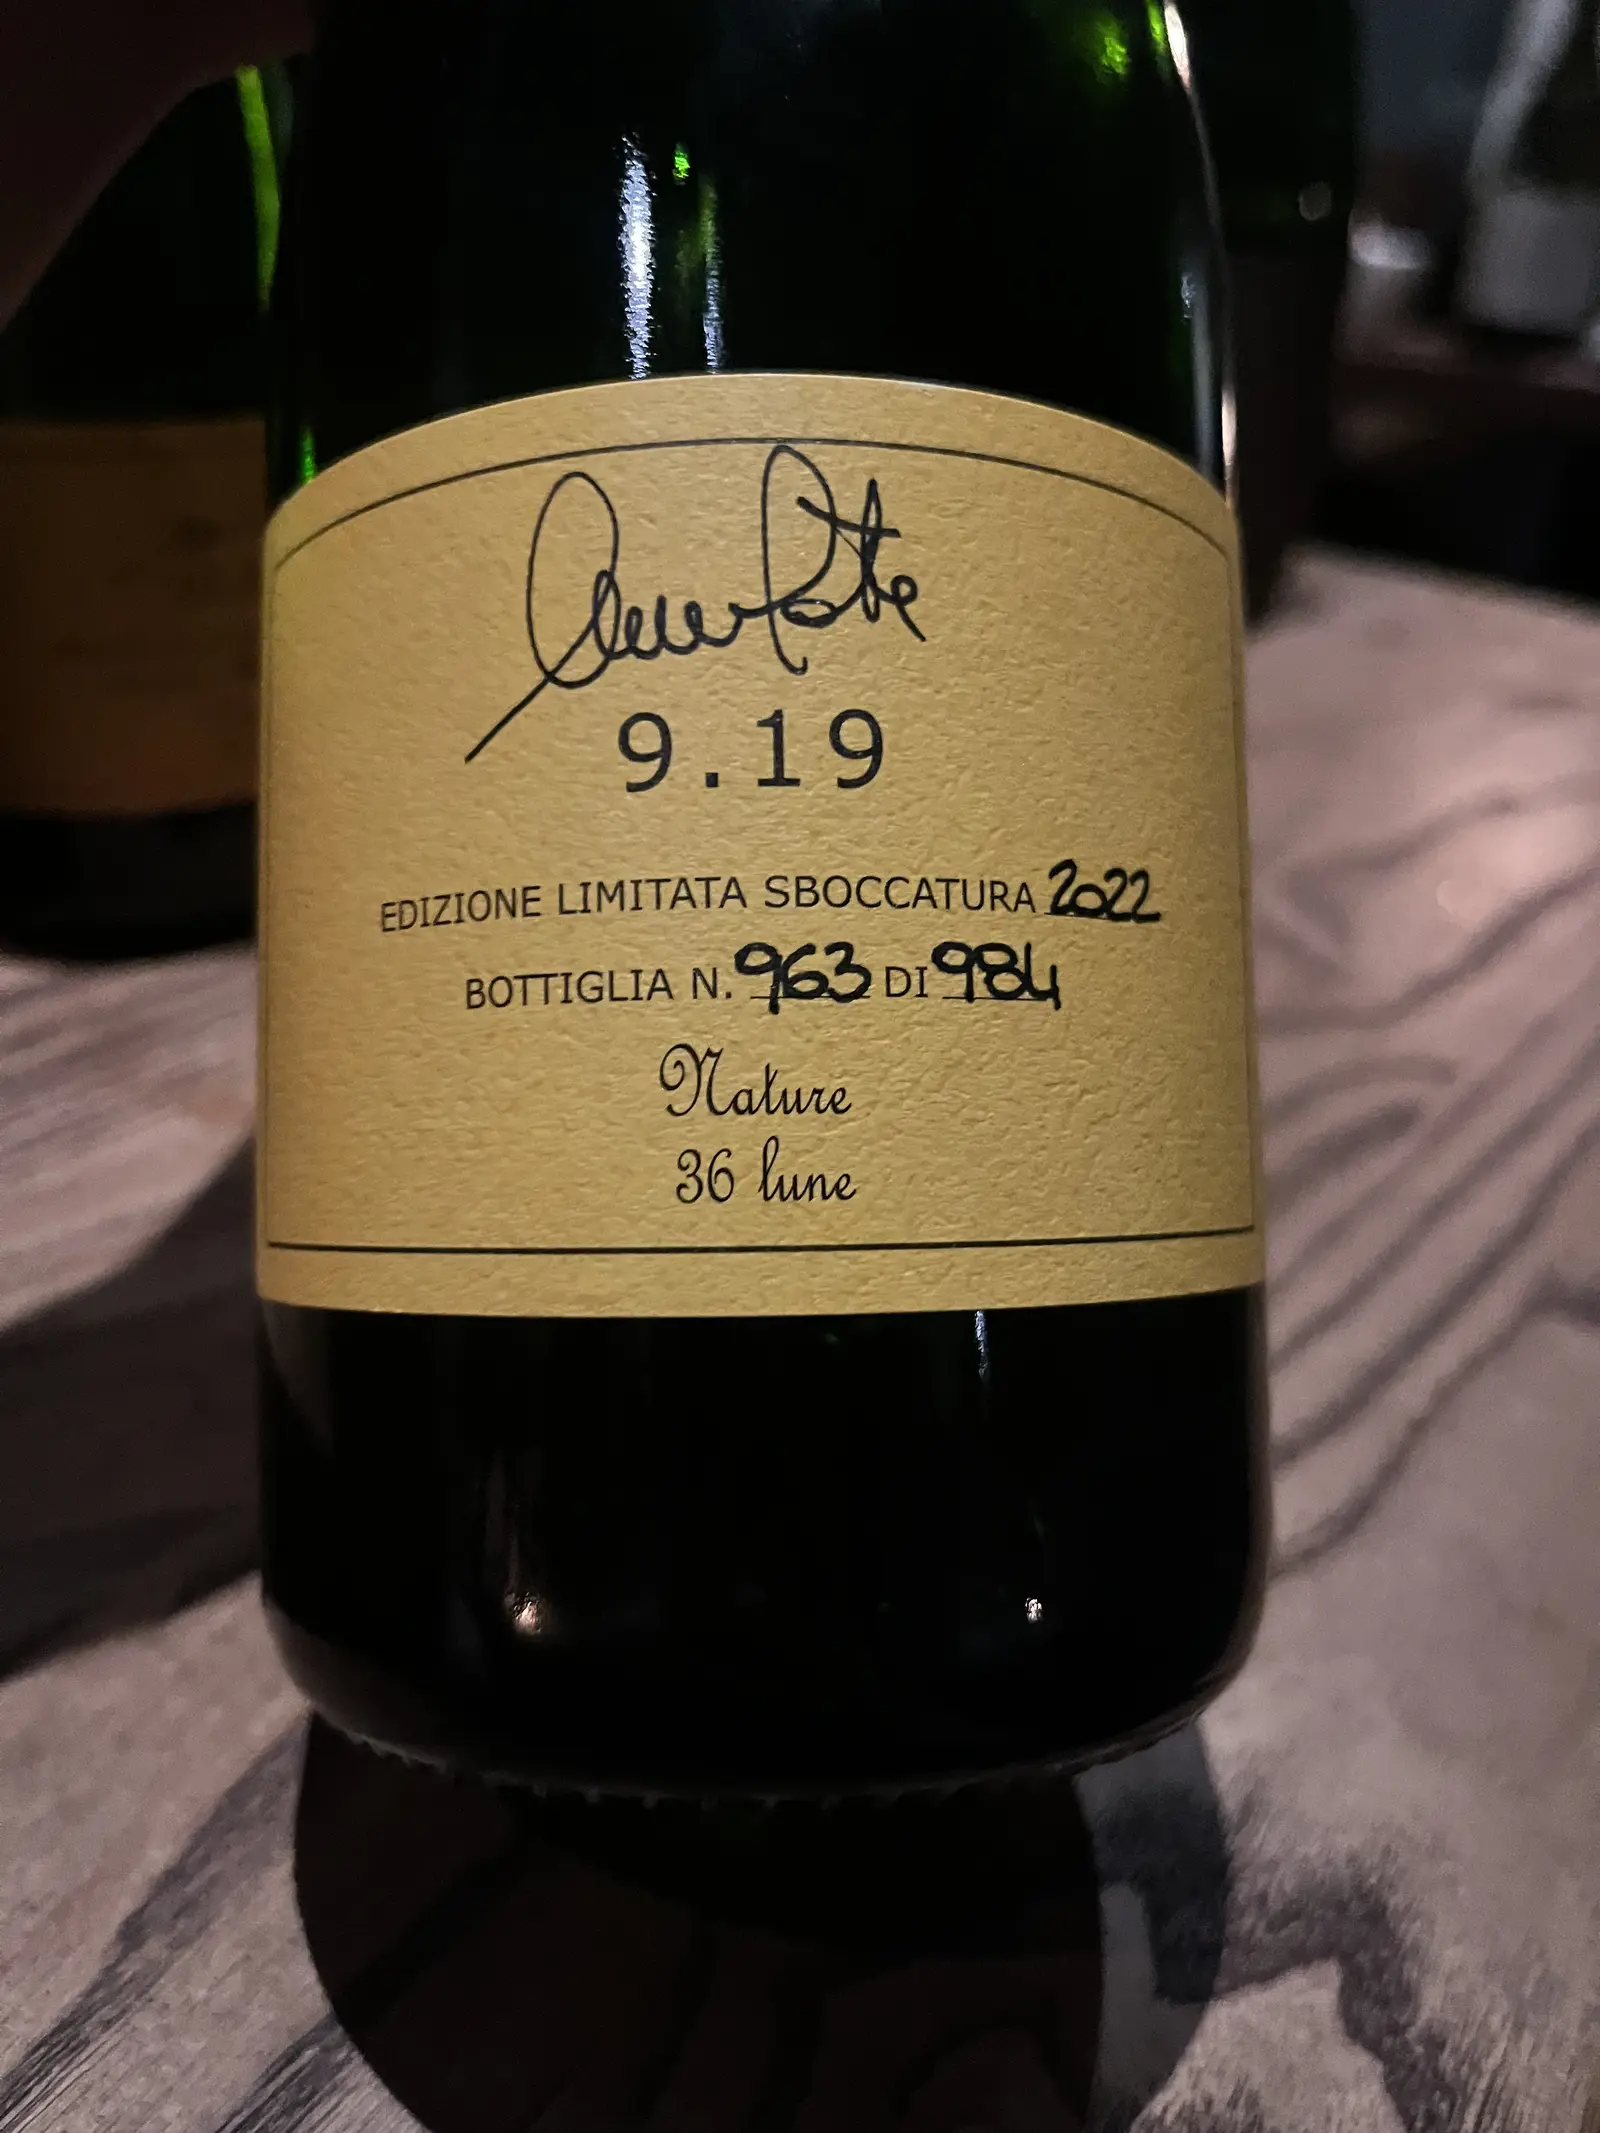 9.19
EDIZIONE LIMITATA SBOCCATURA 2022
BOTTIGLIA N. 963 DI 984
Nature
36 lune